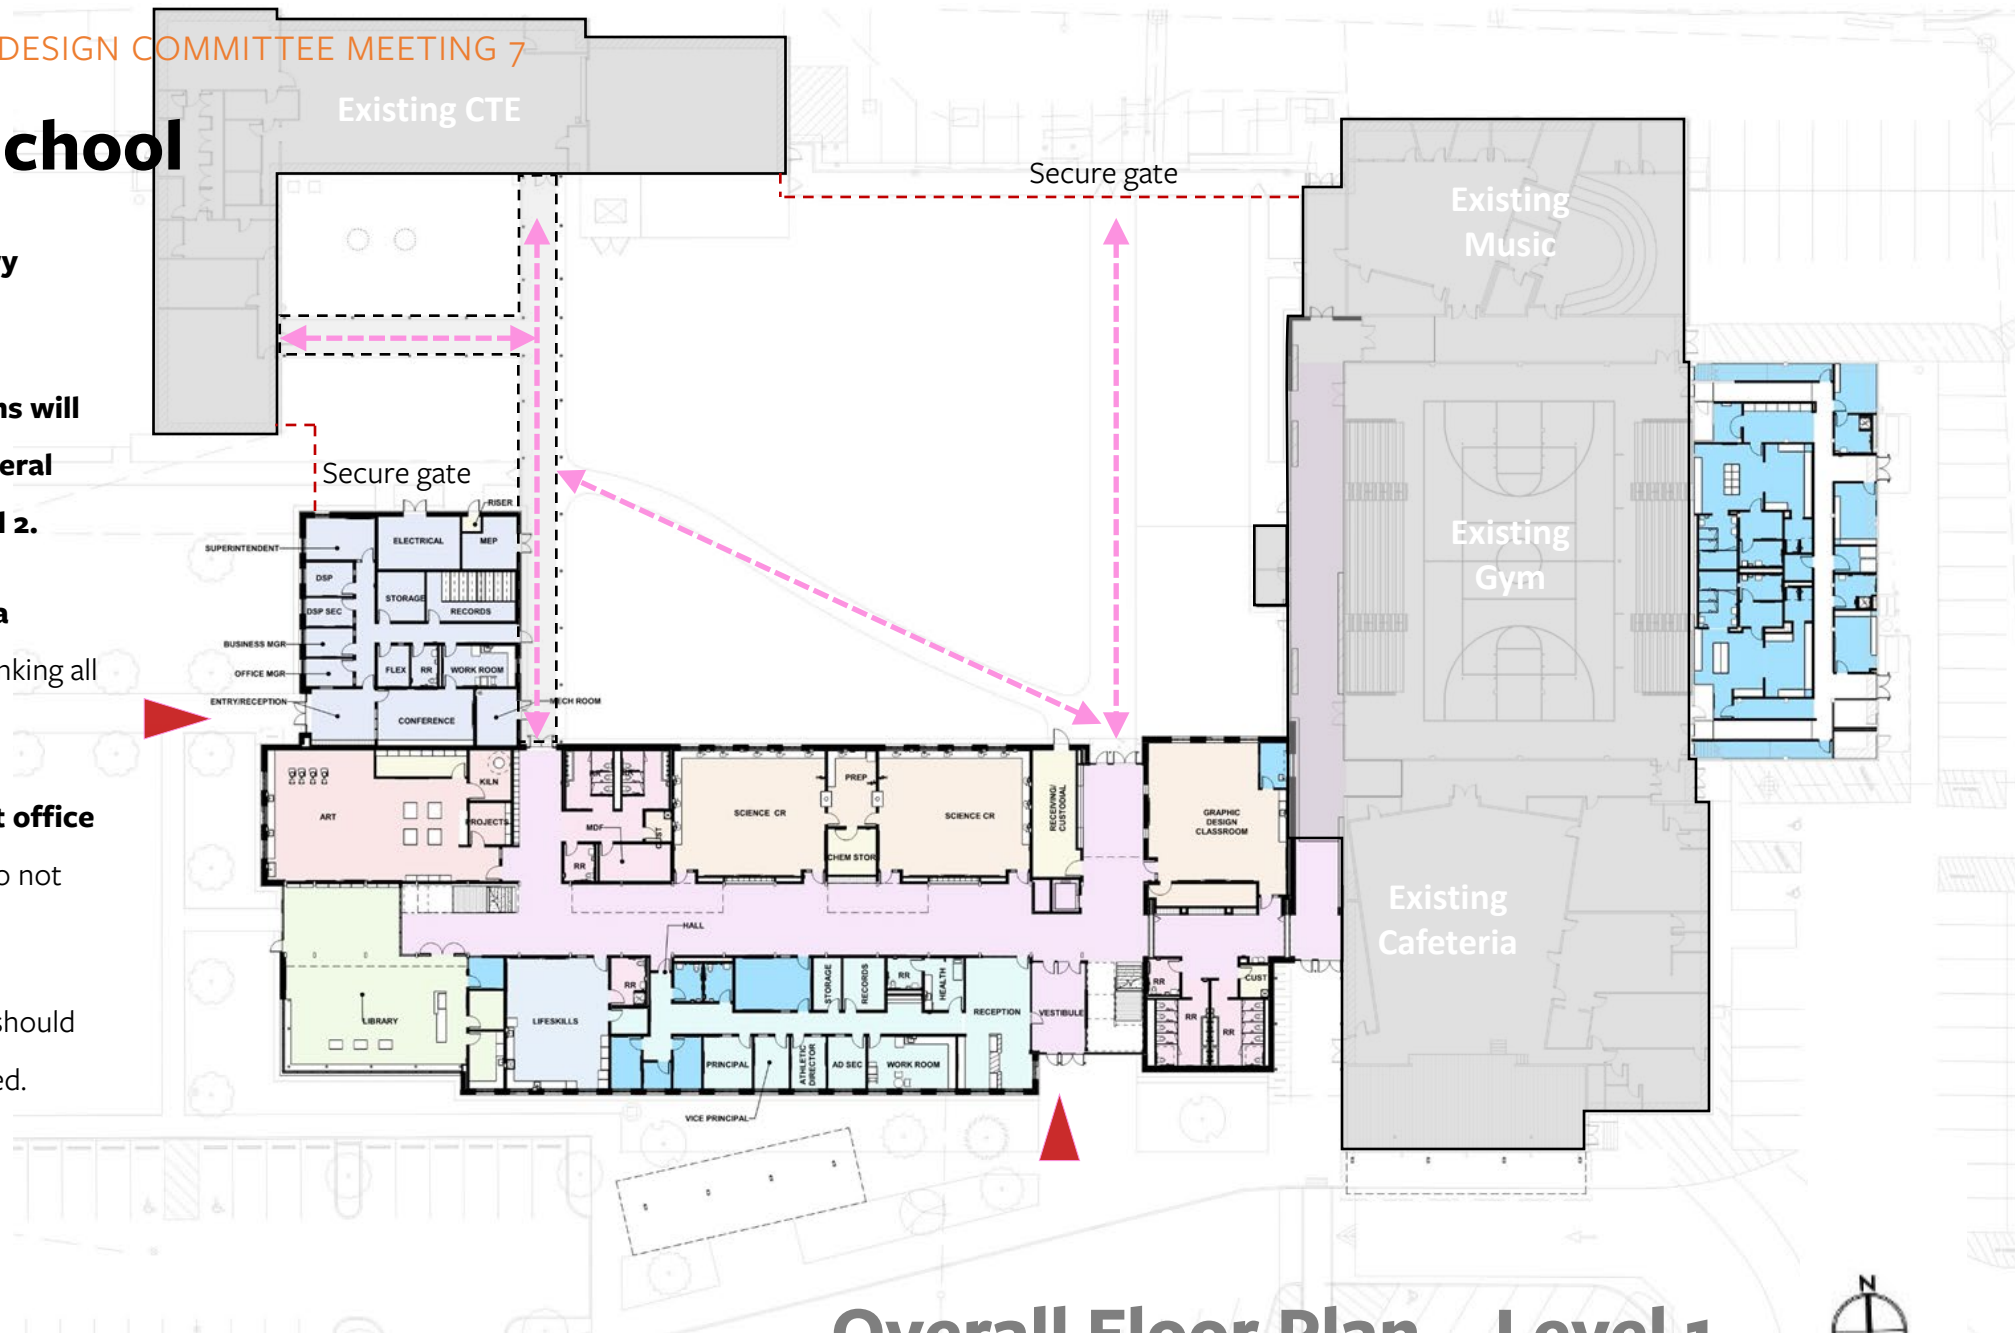 DESIGN COMMITTEE MEETING 7
chool
ry
ns will
eral
l 2.
a
nking all
t office
o not
should
ed.
Existing CTE
Secure gate
Existing
Music
Secure gate
RISER
SUPERINTENDENT
ELECTRICAL
MEP
DSP
STORAGE
DSP SEC
RECORDS
BUSINESS MGR
FLEX
RR
WORK ROOM
OFFICE MGR
ENTRY/RECEPTION
CONFERENCE
MECH ROOM
Existing
Gym
ART
KILN
PROJECTS
RR
MDF
RR
SCIENCE CR
PREP
CHEM STOR
SCIENCE CR
RECEIVING/
CUSTODIAL
GRAPHIC
DESIGN
CLASSROOM
Existing
Cafeteria
HALL
LIBRARY
LIFESKILLS
RR
STORAGE
RECORDS
RR
HEALTH
RECEPTION
VESTIBULE
RR
CUST
RR
RR
PRINCIPAL
ATHLETIC
DIRECTOR
AD SEC
WORK ROOM
VICE PRINCIPAL
N
Overall Floor Plan - Level 1